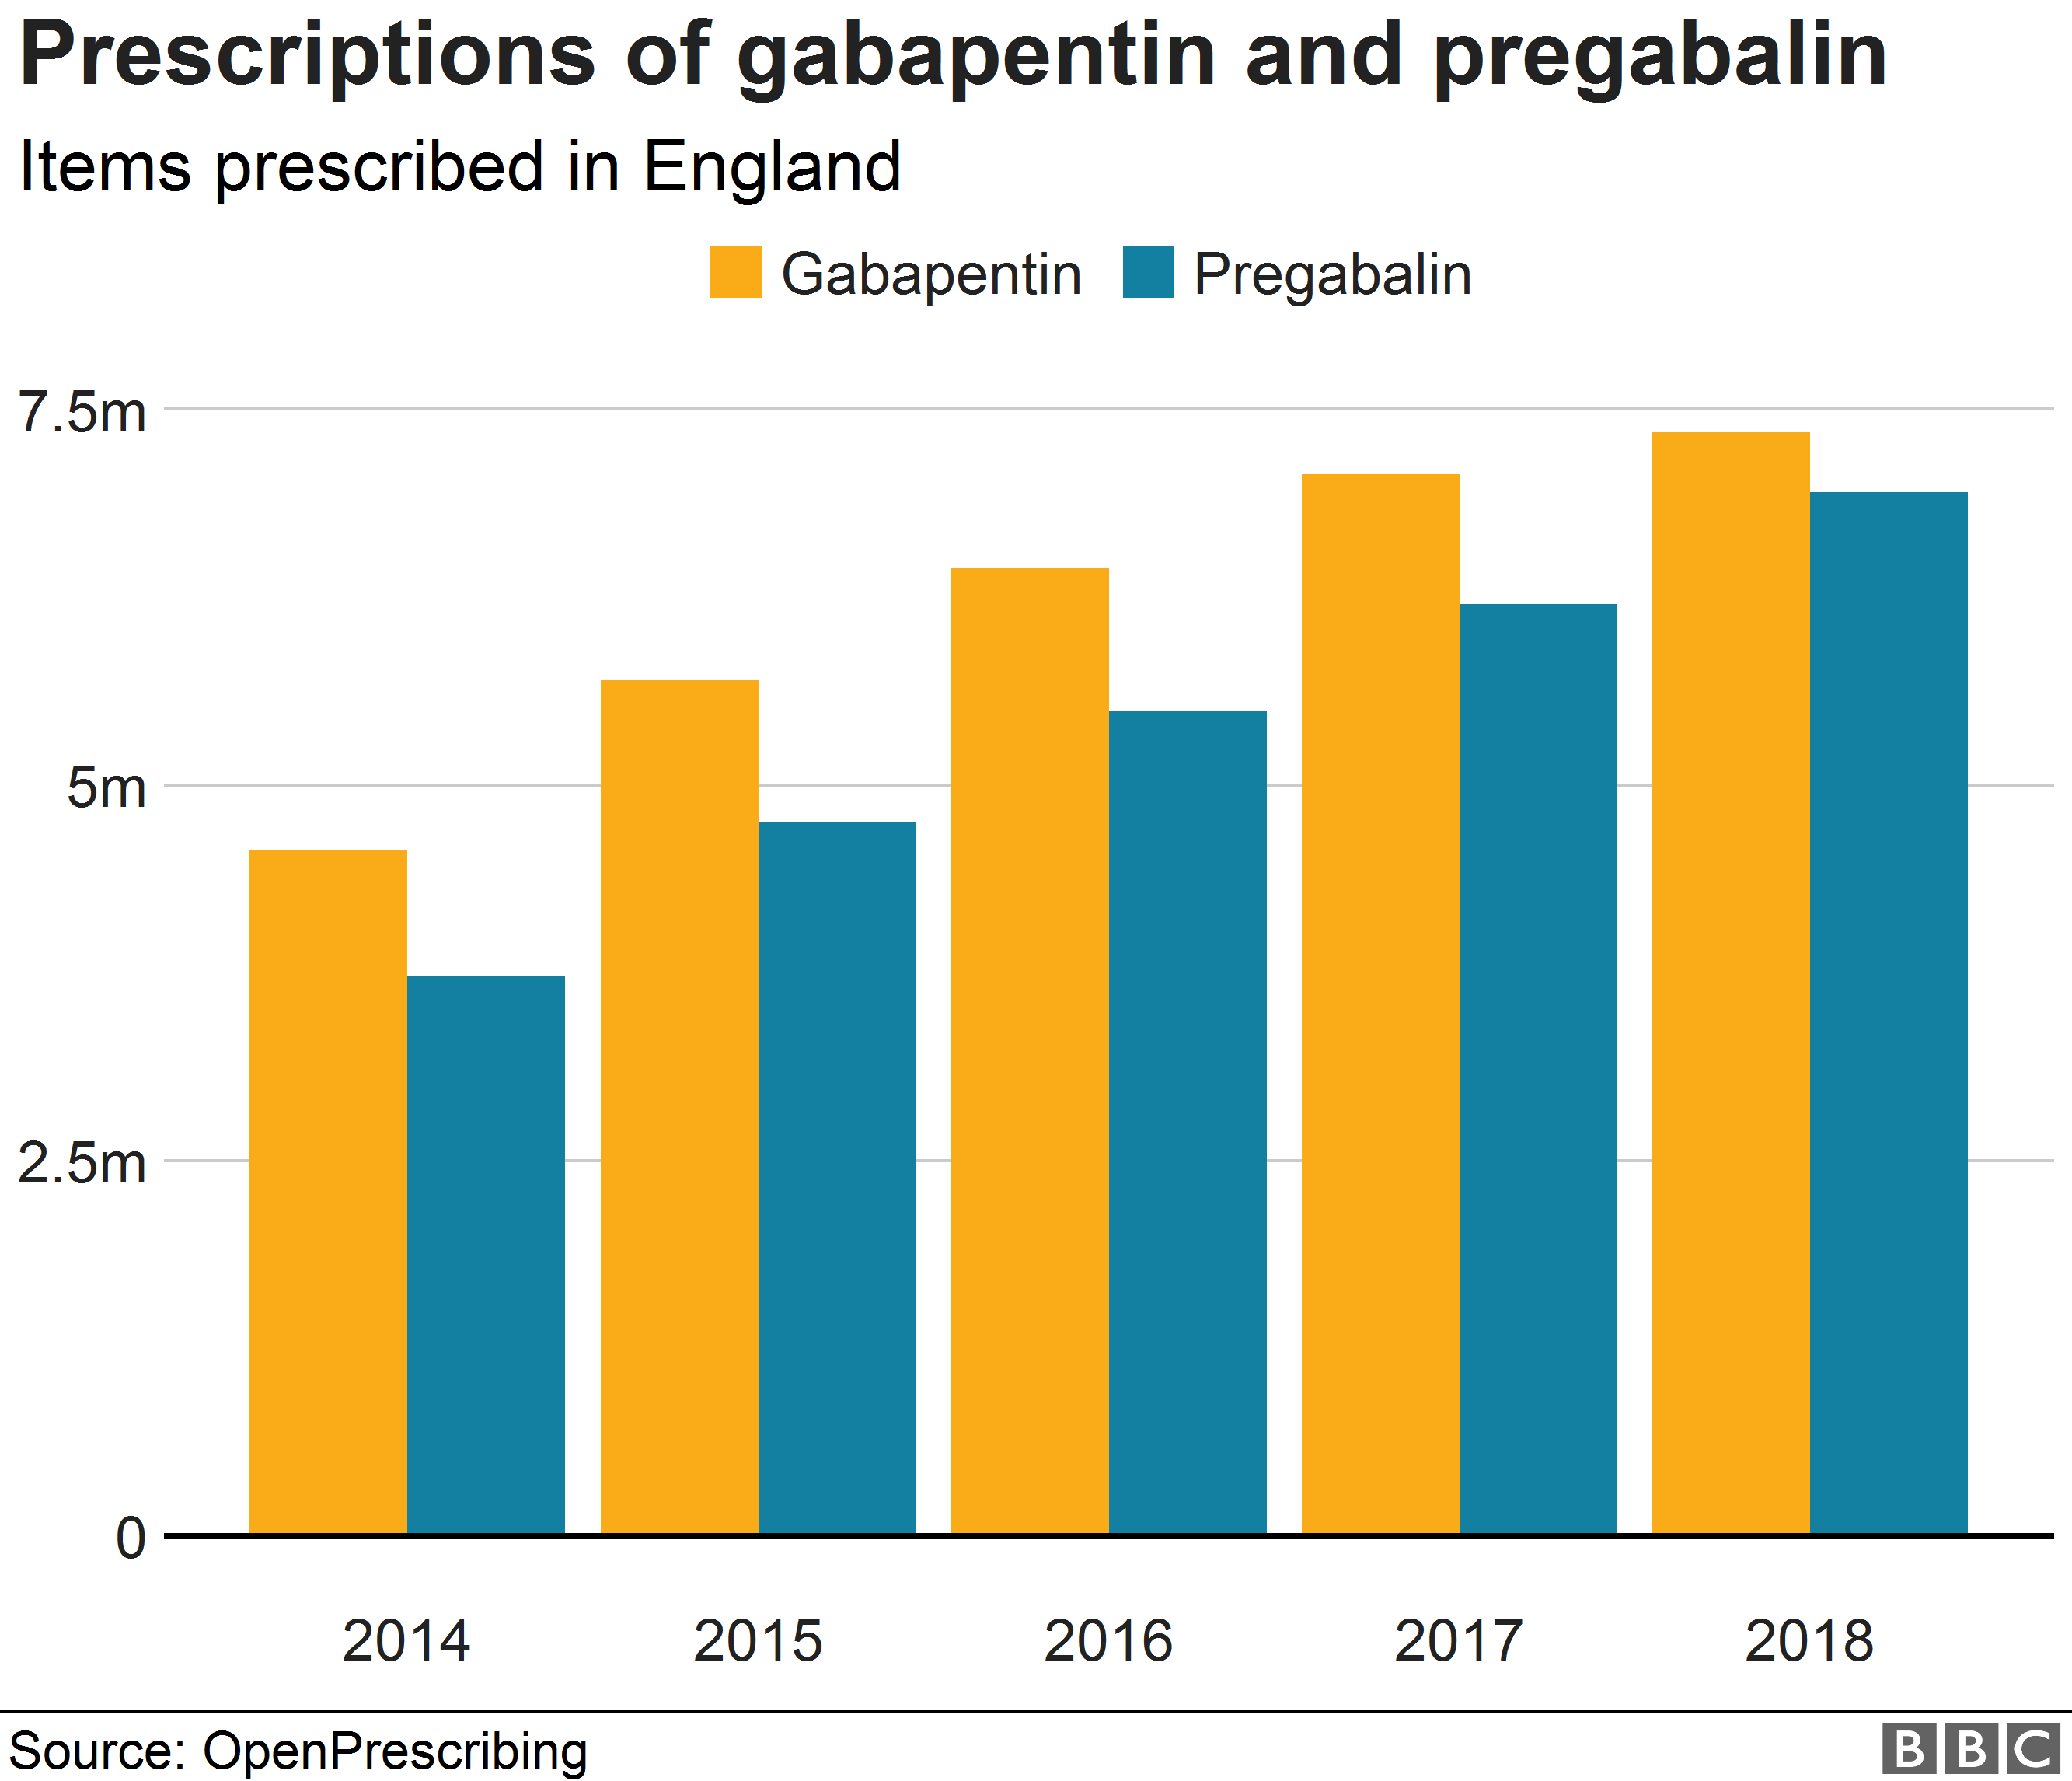 Prescriptions of gabapentin and pregabalin
Items prescribed in England
Gabapentin Pregabalin
7.5m
5m
2.5m
0
2014 2015 2016 2017 2018
Source: OpenPrescribing
BBC